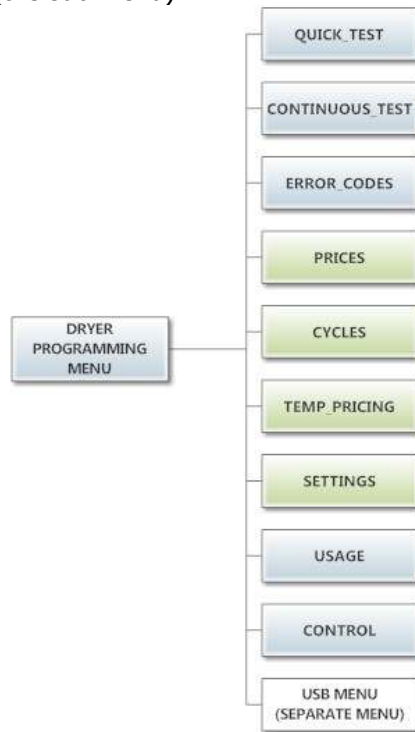 DRYER
PROGRAMMING
MENU
QUICK_TEST
CONTINUOUS_TEST
ERROR_CODES
PRICES
CYCLES
TEMP_PRICING
SETTINGS
USAGE
CONTROL
USB MENU
(SEPARATE MENU)